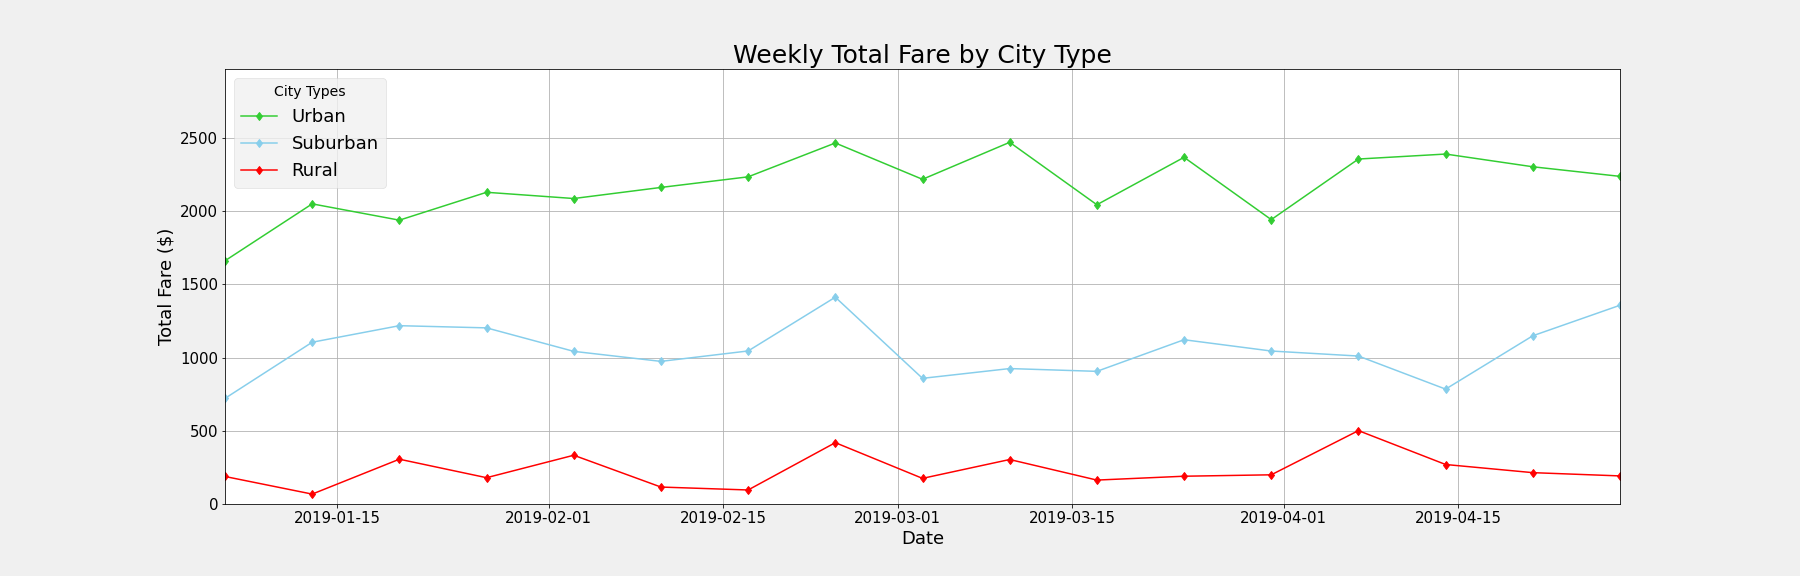 Weekly Total Fare by City Type
City Types
Urban
Suburban
Rural
Total Fare ($)
2500
2000
1500
1000
500
0
2019-01-15 2019-02-01 2019-02-15 2019-03-01 2019-03-15 2019-04-01 2019-04-15
Date